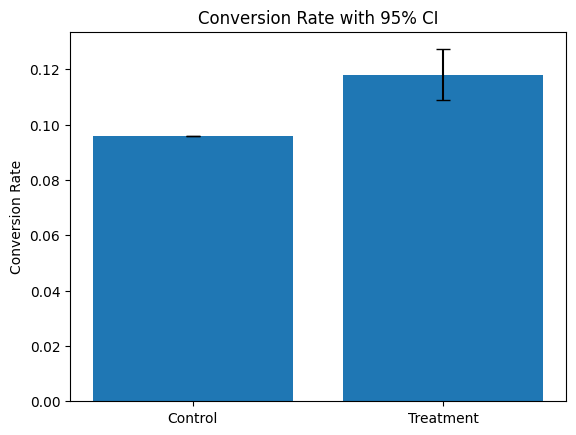 Conversion Rate with 95% CI
Conversion Rate
0.12
0.10
0.08
0.06
0.04
0.02
0.00
Control
Treatment